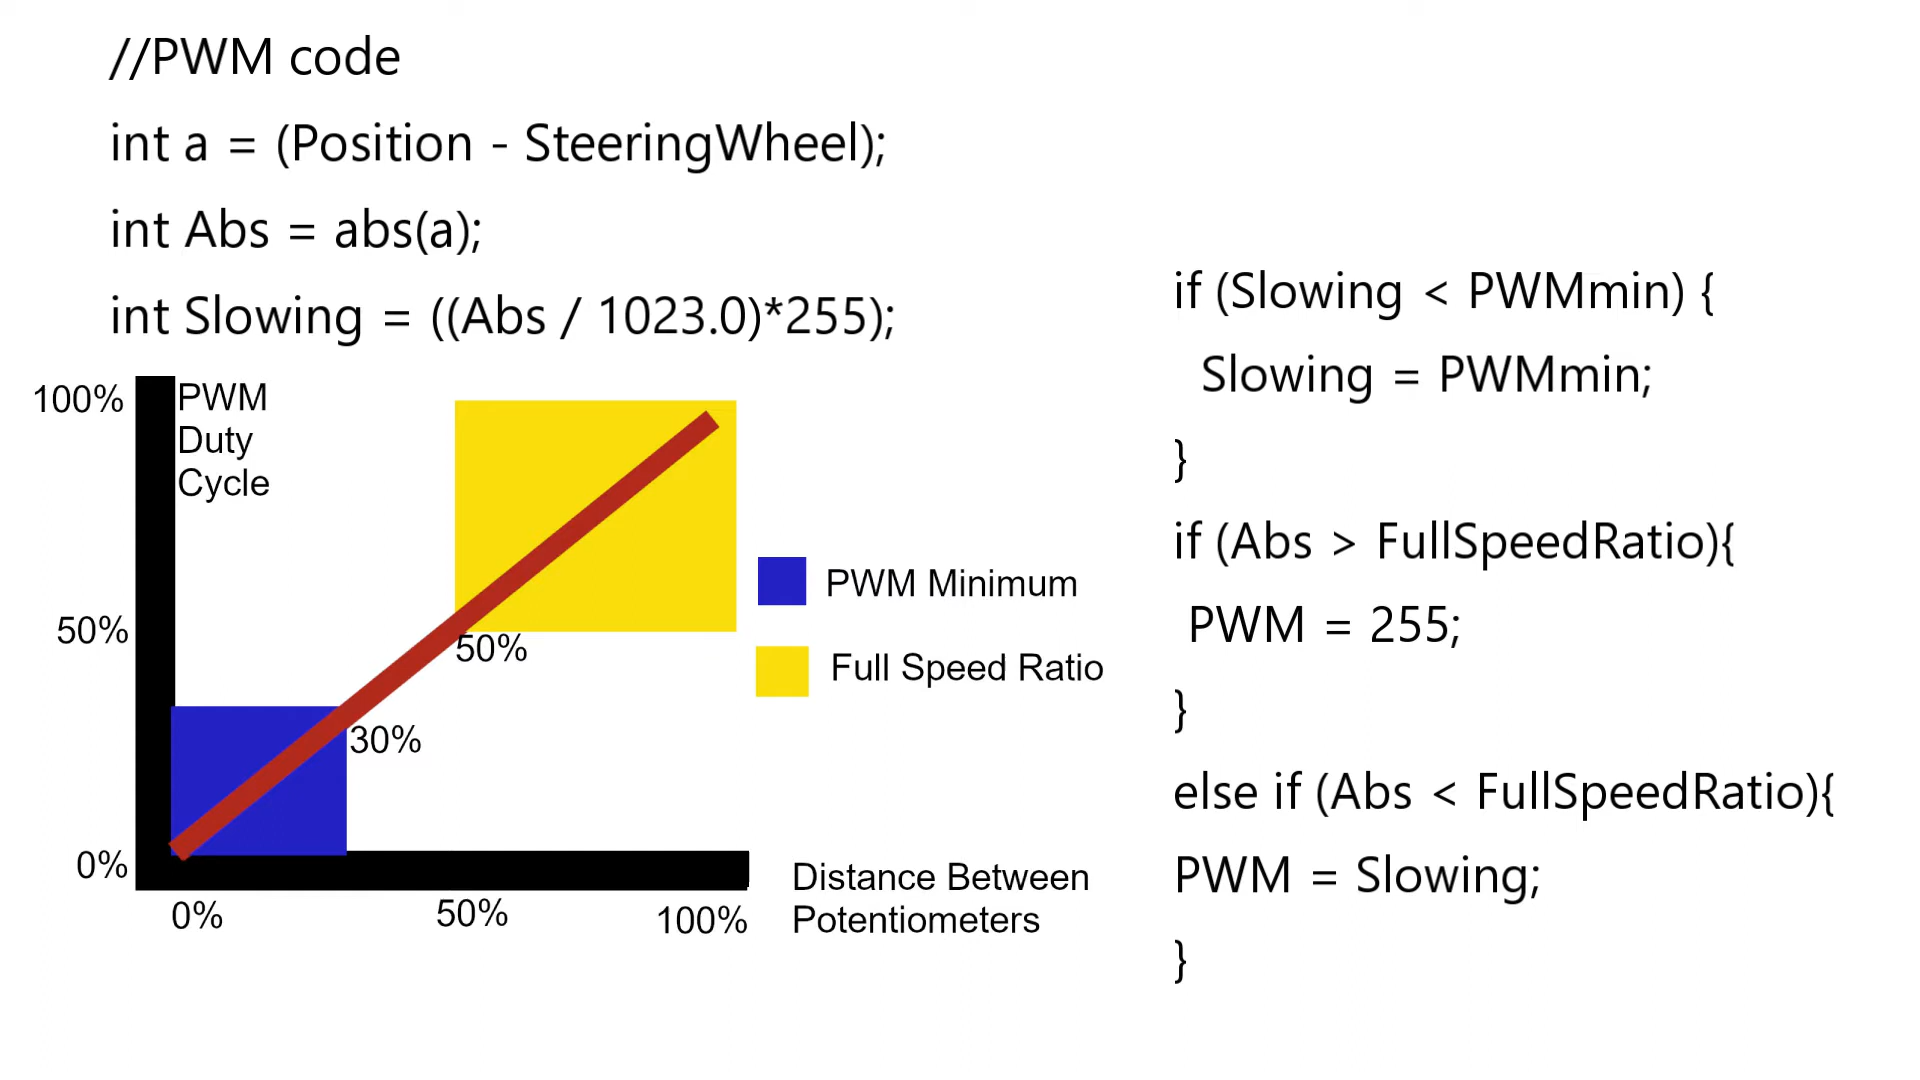 //PWM code
int a = (Position - SteeringWheel);
int Abs = abs(a);
int Slowing = ((Abs / 1023.0)*255);
100%
PWM
Duty
Cycle
50%
0%
50%
30%
0%
50%
100%
PWM Minimum
Full Speed Ratio
Distance Between
Potentiometers
if (Slowing < PWMmin) {
Slowing = PWMmin;
}
if (Abs > FullSpeedRatio){
PWM = 255;
}
else if (Abs < FullSpeedRatio){
PWM = Slowing;
}